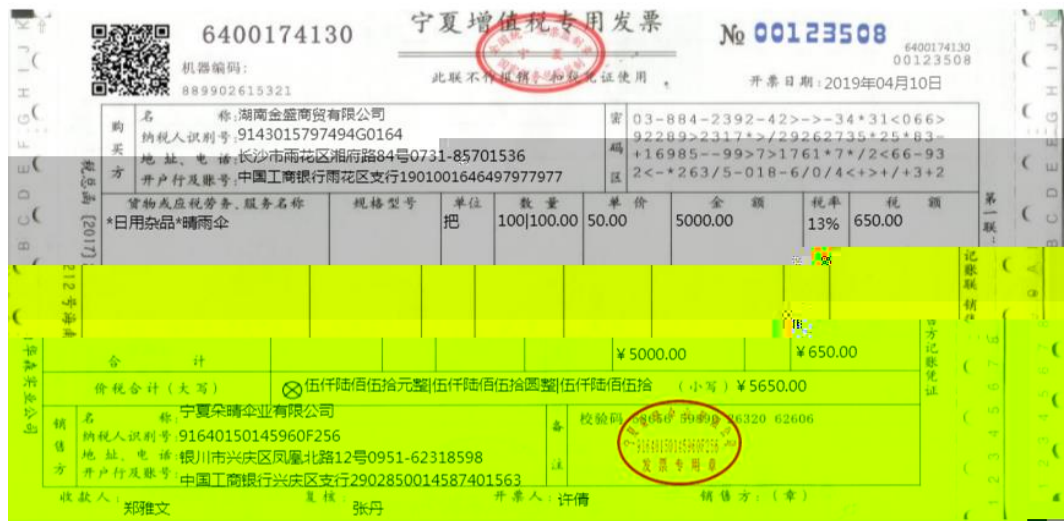 宁夏增值税专用发票
6400174130
№ 00123508
6400174130
00123508
机器编码：
889902615321
开票日期：2019年04月10日
购买方
名 称：湖南金盛商贸有限公司
纳税人识别号：9143015797494G0164
地 址、电 话：长沙市雨花区湘府路84号0731-85701536
开户行及账号：中国工商银行雨花区支行1901001646497977977
密码区
03-884-2392-42>->-34*31<066>
92289>2317*>/29262735*25*83-
+16985--99>7>1761*7*/2<66-93
2<-*263/5-018-6/0/4<+>+/+3+2
货物或应税劳务、服务名称 规格型号 单位 数 量 单 价 金 额 税率 税 额
*日用杂品*晴雨伞 把 100|100.00 50.00 5000.00 13% 650.00
合 计 ￥5000.00 ￥650.00
价税合计（大写） ⊗伍仟陆佰伍拾元整|伍仟陆佰伍拾圆整|伍仟陆佰伍拾 （小写）￥5650.00
销售方
名 称：宁夏朵晴伞业有限公司
纳税人识别号：91640150145960F256
地 址、电 话：银川市兴庆区凤凰北路12号0951-62318598
开户行及账号：中国工商银行兴庆区支行2902850014587401563
备注
校验码 59890 26320 62606
91640150145960F256
发票专用章
收款人：郑雅文 复核：张丹 开票人：许倩 销售方：（章）
第一联：
记账联 销
售方记账凭证